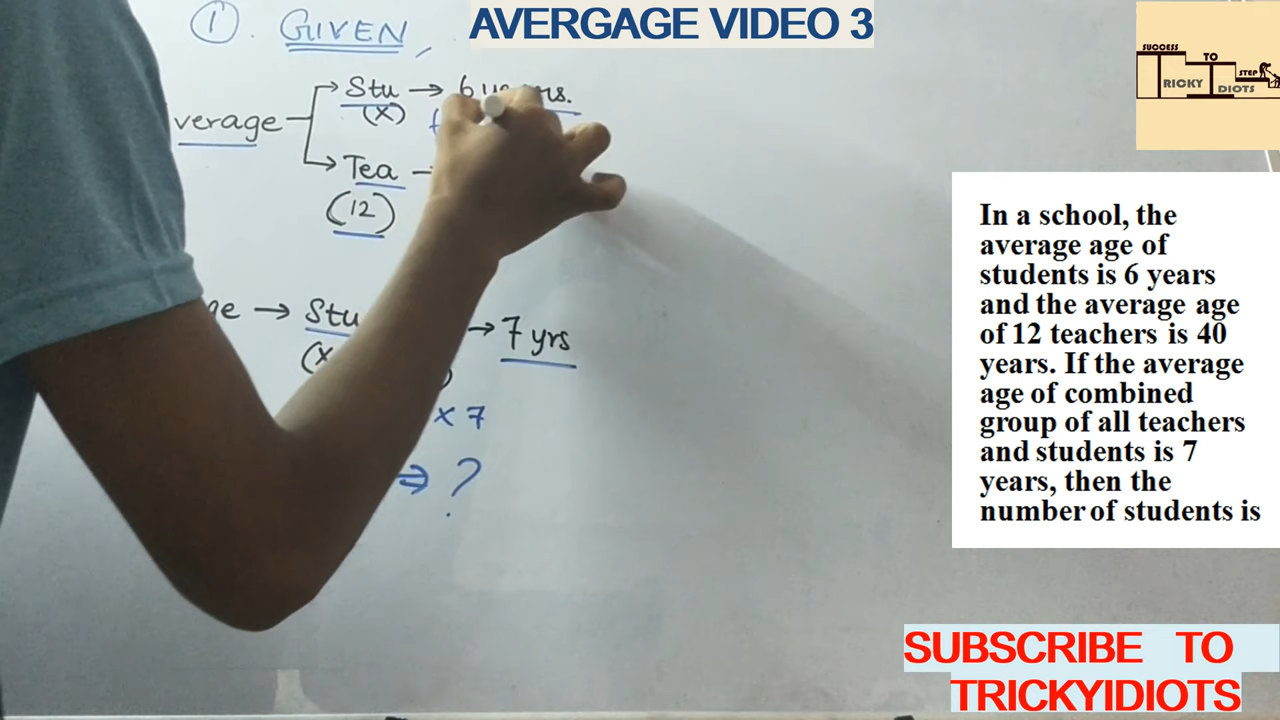 AVERGAGE VIDEO 3
① . GIVEN,
verage
Stu → 6
(x)
Tea
(12)
→ Stu → 7 yrs
x 7
⇒ ?
SUCCESS
TO
STEP
TRICKY
IDIOTS
In a school, the
average age of
students is 6 years
and the average age
of 12 teachers is 40
years. If the average
age of combined
group of all teachers
and students is 7
years, then the
number of students is
SUBSCRIBE TO
TRICKYIDIOTS